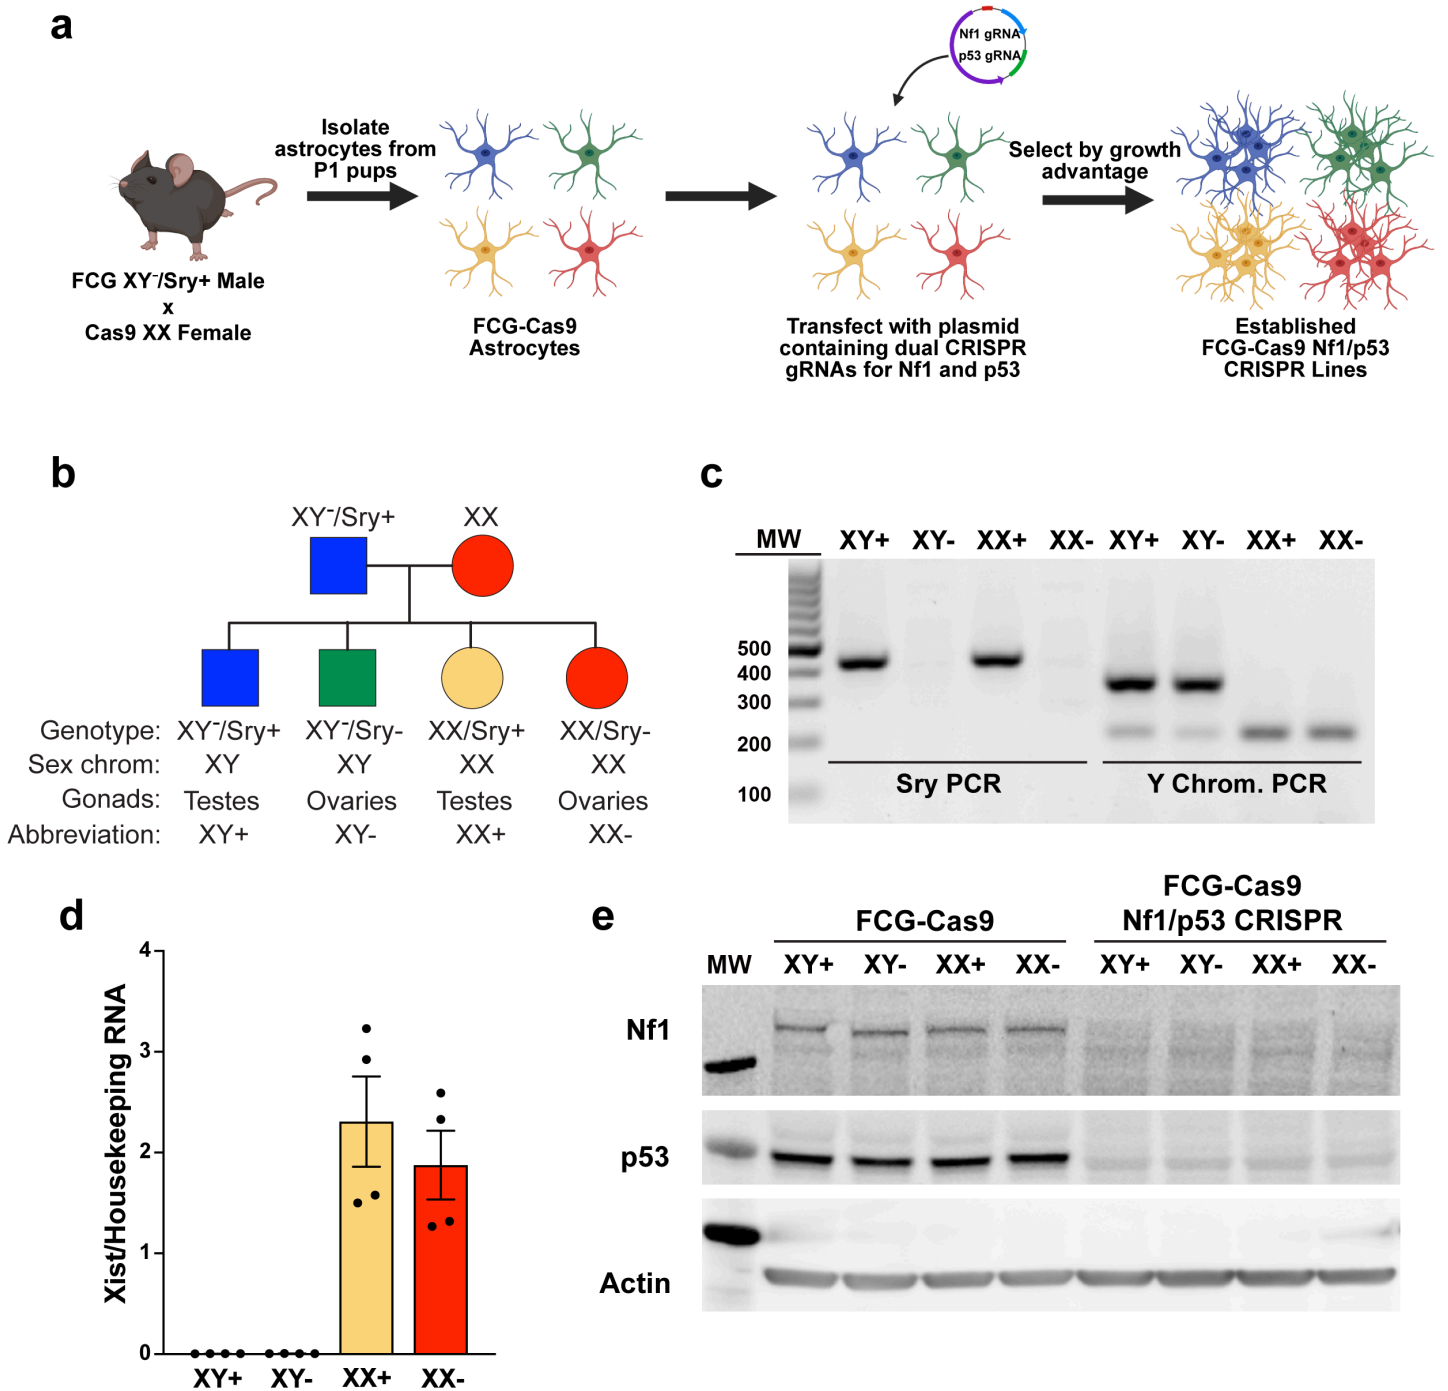 a
Nf1 gRNA
p53 gRNA
Isolate
astrocytes from
P1 pups
Select by growth
advantage
FCG XY⁻/Sry+ Male
x
Cas9 XX Female
FCG-Cas9
Astrocytes
Transfect with plasmid
containing dual CRISPR
gRNAs for Nf1 and p53
Established
FCG-Cas9 Nf1/p53
CRISPR Lines
b
XY⁻/Sry+ XX
Genotype: XY⁻/Sry+ XY⁻/Sry- XX/Sry+ XX/Sry-
Sex chrom: XY XY XX XX
Gonads: Testes Ovaries Testes Ovaries
Abbreviation: XY+ XY- XX+ XX-
c
MW XY+ XY- XX+ XX- XY+ XY- XX+ XX-
500
400
300
200
100
Sry PCR Y Chrom. PCR
d
Xist/Housekeeping RNA
4
3
2
1
0
XY+ XY- XX+ XX-
e
FCG-Cas9
FCG-Cas9
Nf1/p53 CRISPR
MW XY+ XY- XX+ XX- XY+ XY- XX+ XX-
Nf1
p53
Actin